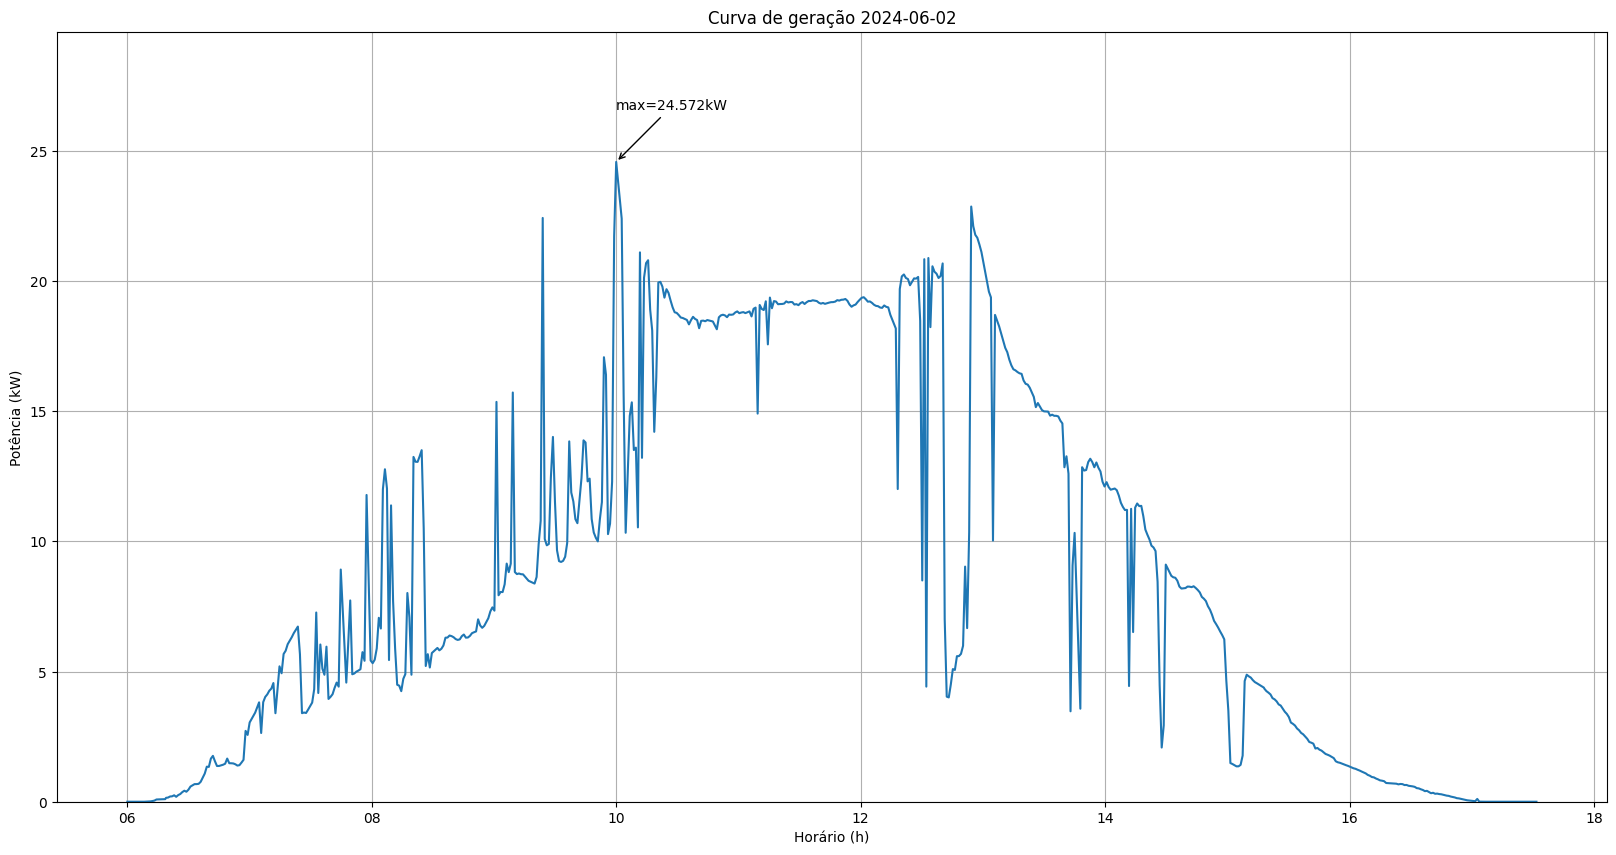 Curva de geração 2024-06-02
max=24.572kW
25
20
15
10
5
0
Potência (kW)
06 08 10 12 14 16 18
Horário (h)